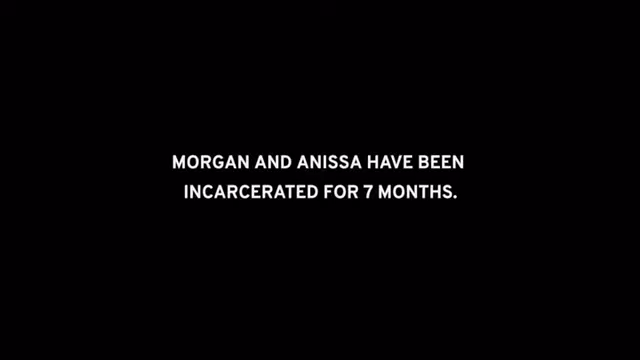 MORGAN AND ANISSA HAVE BEEN
INCARCERATED FOR 7 MONTHS.